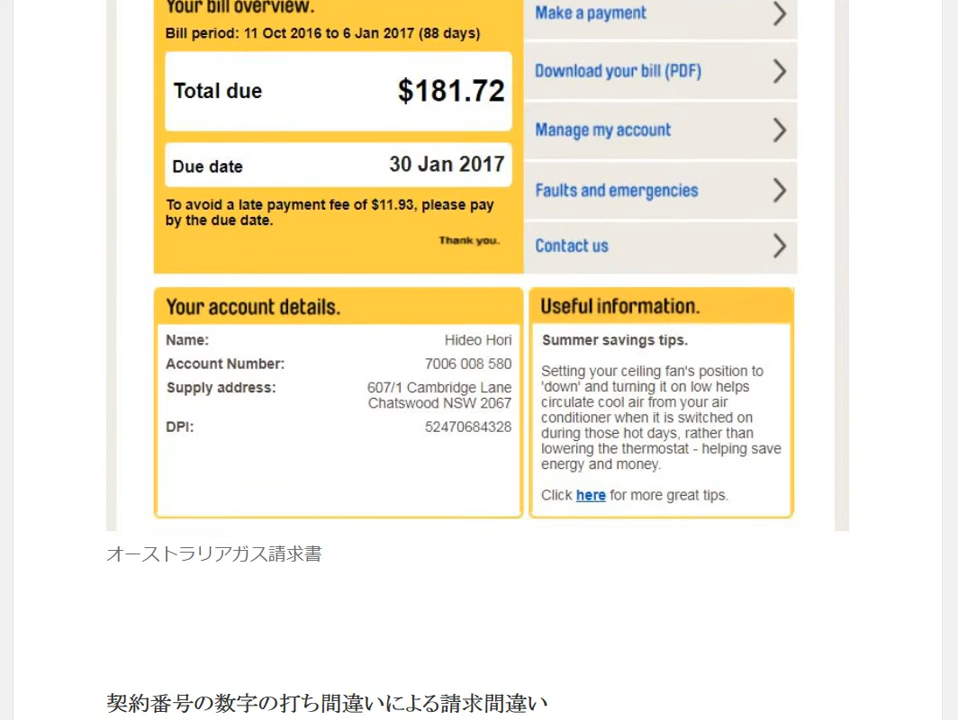 Your bill overview.
Bill period: 11 Oct 2016 to 6 Jan 2017 (88 days)
Total due $181.72
Due date 30 Jan 2017
To avoid a late payment fee of $11.93, please pay
by the due date.
Thank you.
Make a payment
Download your bill (PDF)
Manage my account
Faults and emergencies
Contact us
Your account details.
Name: Hideo Hori
Account Number: 7006 008 580
Supply address: 607/1 Cambridge Lane
Chatswood NSW 2067
DPI: 52470684328
Useful information.
Summer savings tips.
Setting your ceiling fan's position to
'down' and turning it on low helps
circulate cool air from your air
conditioner when it is switched on
during those hot days, rather than
lowering the thermostat - helping save
energy and money.
Click here for more great tips.
オーストラリアガス請求書
契約番号の数字の打ち間違いによる請求間違い